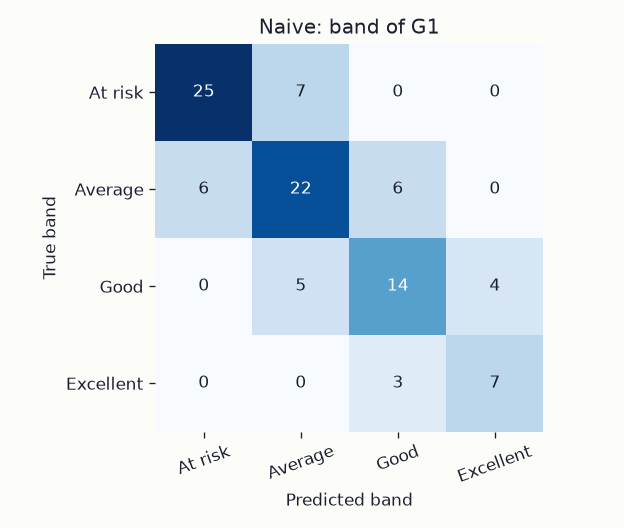 Naive: band of G1
True band
At risk 25 7 0 0
Average 6 22 6 0
Good 0 5 14 4
Excellent 0 0 3 7
At risk Average Good Excellent
Predicted band